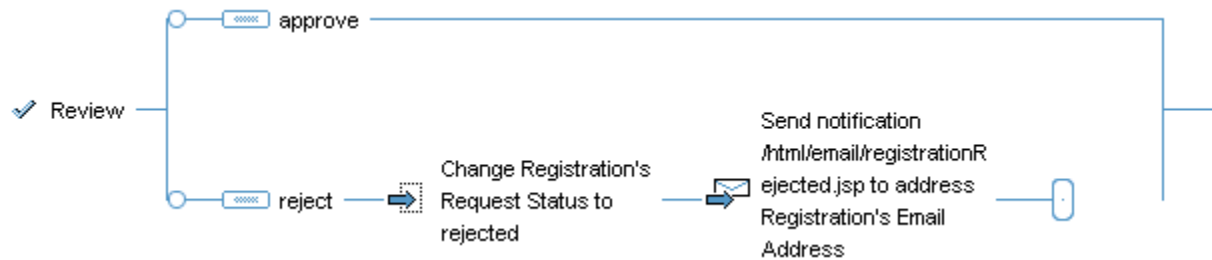 approve
Review
reject
Change Registration's
Request Status to
rejected
Send notification
/html/email/registrationR
ejected.jsp to address
Registration's Email
Address